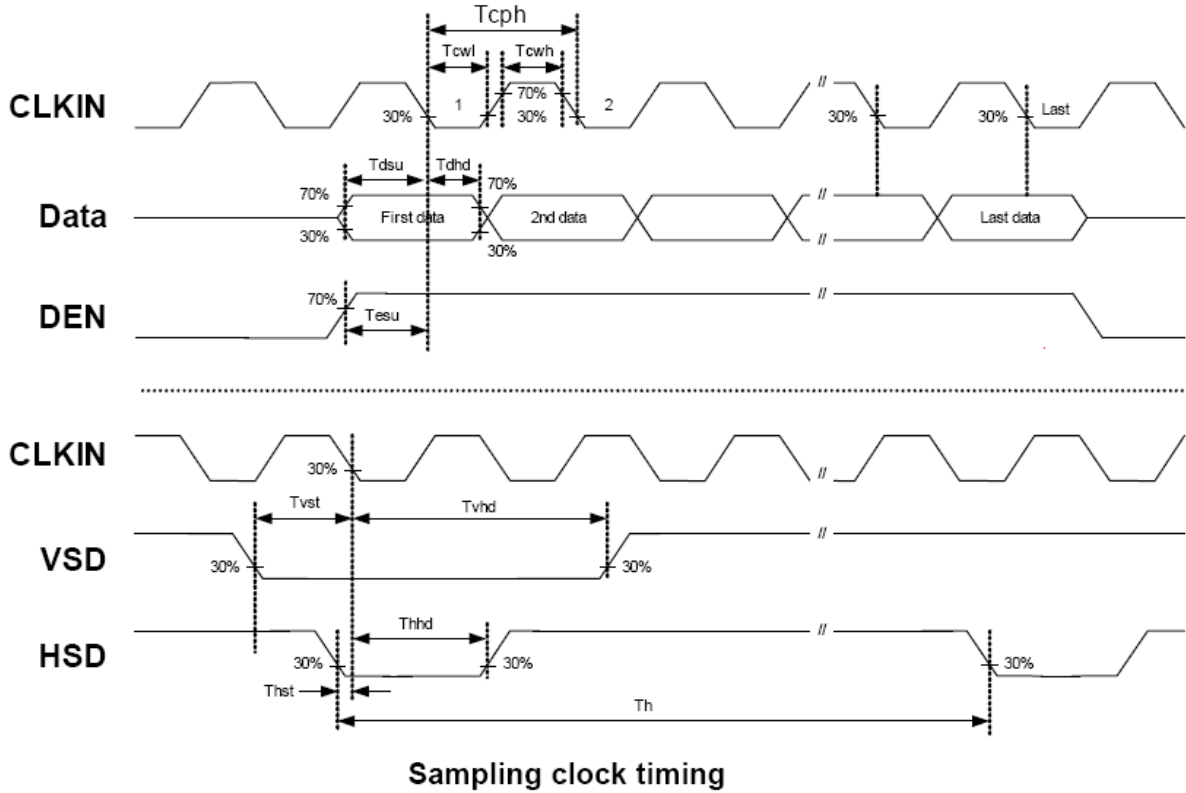 Tcph
Tcwl Tcwh
CLKIN 30% 1 70% 30% 2 // 30% 30% Last
Tdsu Tdhd
70% 70%
Data First data 2nd data // // Last data
30% 30%
70% //
DEN
Tesu
CLKIN 30% //
Tvst Tvhd
VSD 30% 30% //
Thhd //
HSD 30% 30% 30%
Thst
Th
Sampling clock timing